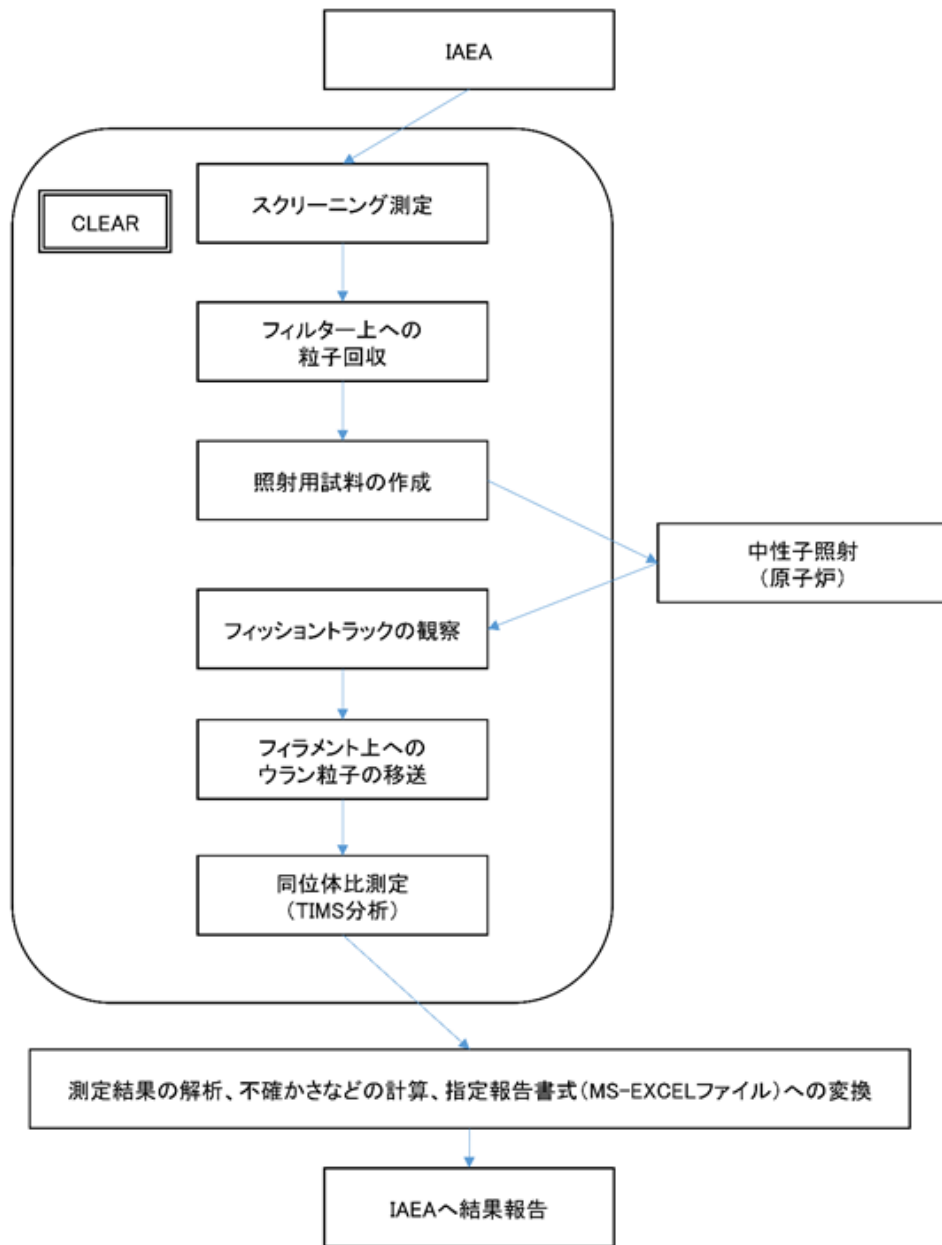 IAEA
スクリーニング測定
CLEAR
フィルター上への
粒子回収
照射用試料の作成
中性子照射
（原子炉）
フィッショントラックの観察
フィラメント上への
ウラン粒子の移送
同位体比測定
（TIMS分析）
測定結果の解析、不確かさなどの計算、指定報告書式（MS-EXCELファイル）への変換
IAEAへ結果報告